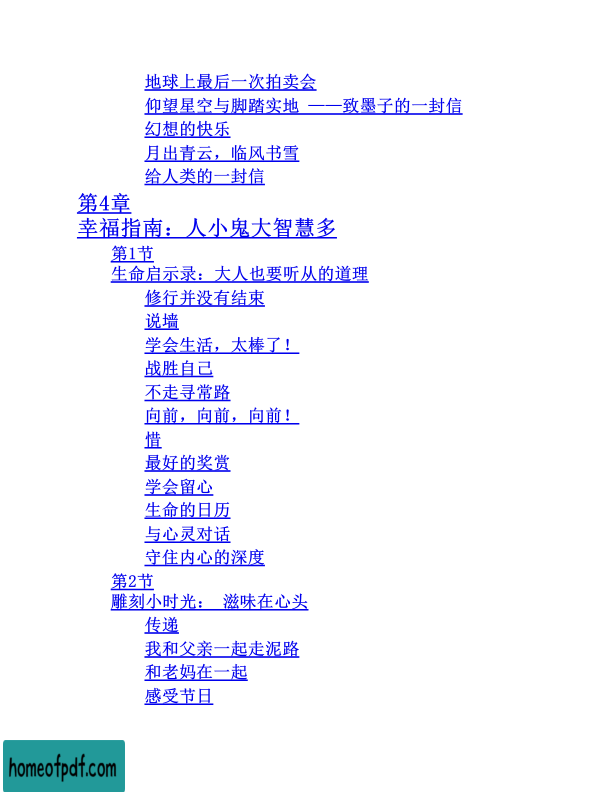 地球上最后一次拍卖会
仰望星空与脚踏实地 ——致墨子的一封信
幻想的快乐
月出青云，临风书雪
给人类的一封信
第4章
幸福指南：人小鬼大智慧多
第1节
生命启示录：大人也要听从的道理
修行并没有结束
说墙
学会生活，太棒了！
战胜自己
不走寻常路
向前，向前，向前！
惜
最好的奖赏
学会留心
生命的日历
与心灵对话
守住内心的深度
第2节
雕刻小时光： 滋味在心头
传递
我和父亲一起走泥路
和老妈在一起
感受节日
homeofpdf.com